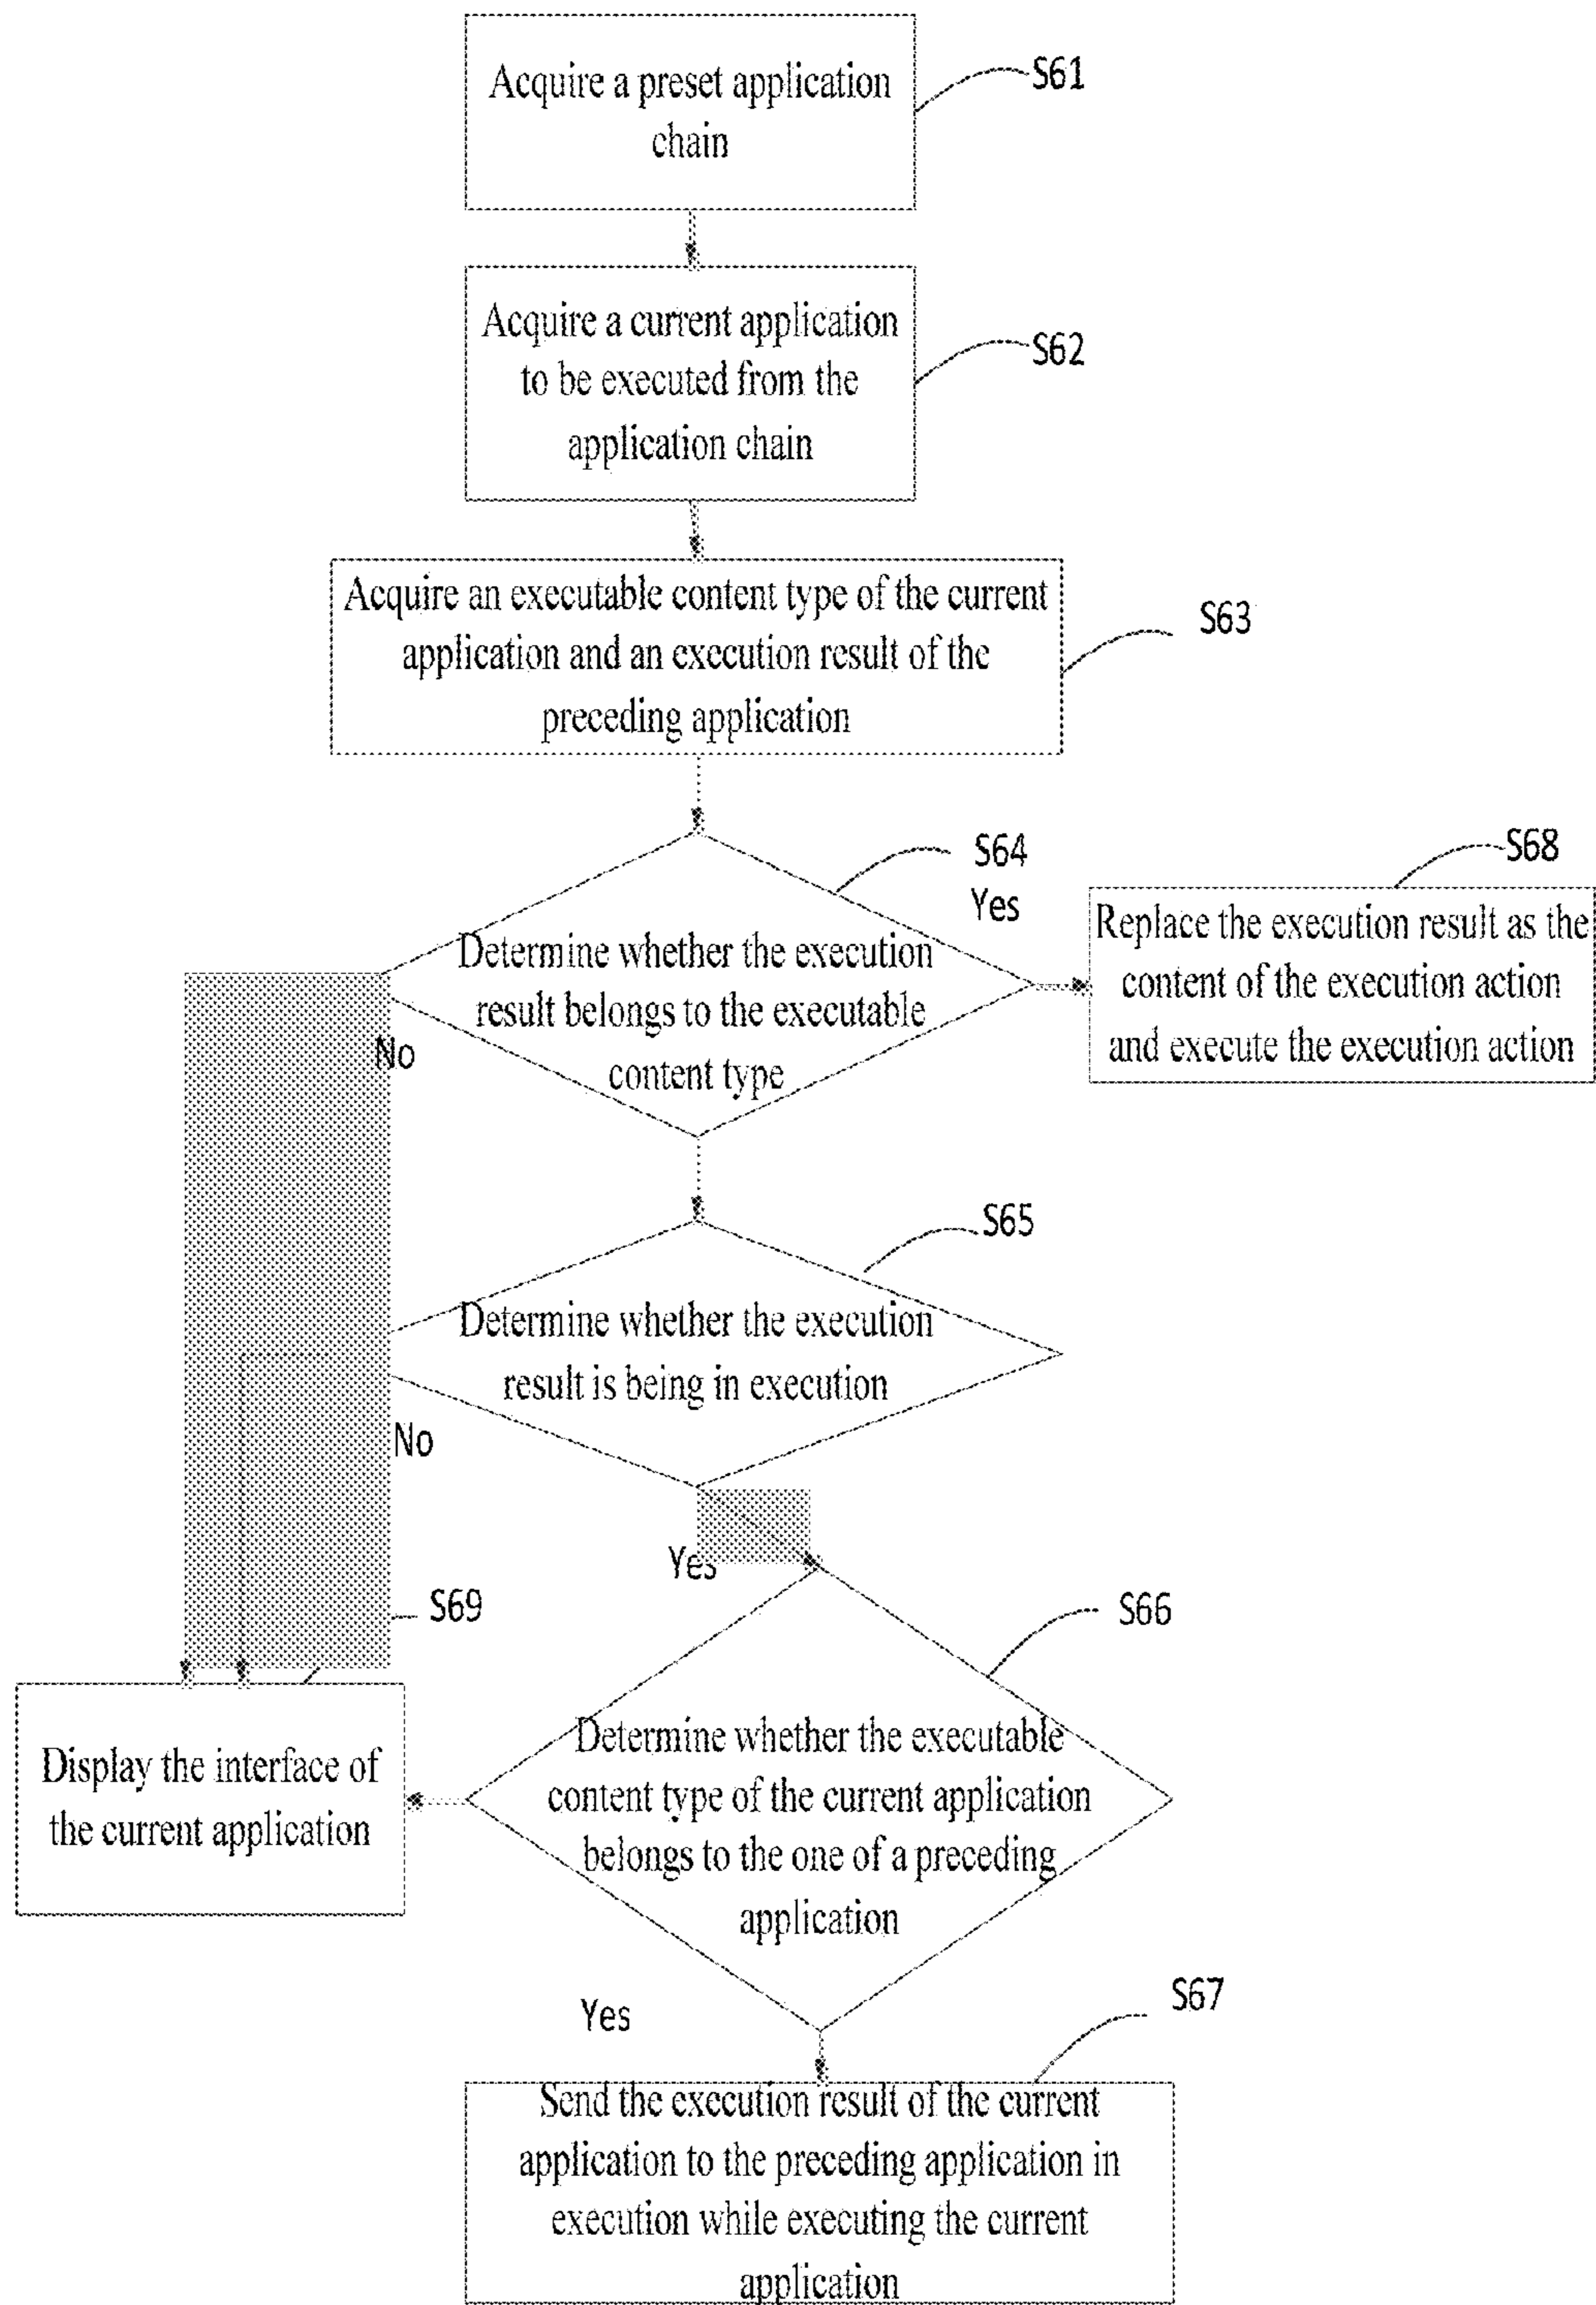 Acquire a preset application
chain
S61
Acquire a current application
to be executed from the
application chain
S62
Acquire an executable content type of the current
application and an execution result of the
preceding application
S63
S64
Yes
Determine whether the execution
result belongs to the executable
content type
No
S68
Replace the execution result as the
content of the execution action
and execute the execution action
S65
Determine whether the execution
result is being in execution
No
Yes
S69
Display the interface of
the current application
S66
Determine whether the executable
content type of the current application
belongs to the one of a preceding
application
Yes
S67
Send the execution result of the current
application to the preceding application in
execution while executing the current
application